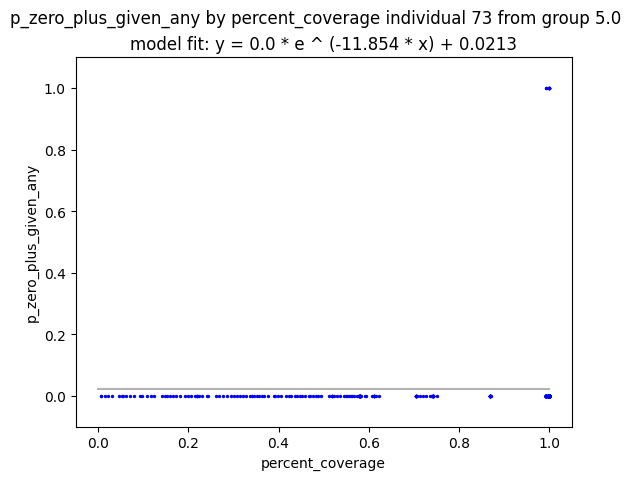 p_zero_plus_given_any by percent_coverage individual 73 from group 5.0
model fit: y = 0.0 * e ^ (-11.854 * x) + 0.0213
1.0
0.8
0.6
0.4
0.2
0.0
p_zero_plus_given_any
0.0 0.2 0.4 0.6 0.8 1.0
percent_coverage